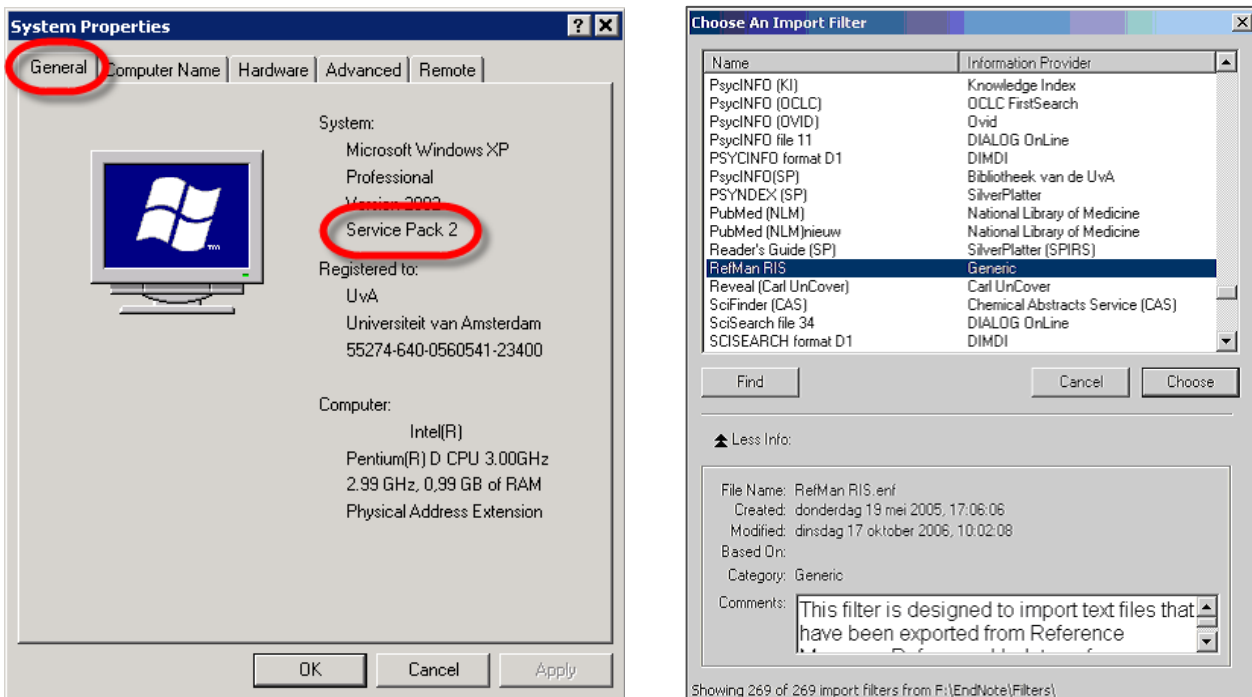 System Properties
General
Computer Name
Hardware
Advanced
Remote
System:
Microsoft Windows XP
Professional
Version 2002
Service Pack 2
Registered to:
UvA
Universiteit van Amsterdam
55274-640-0560541-23400
Computer:
Intel(R)
Pentium(R) D CPU 3.00GHz
2.99 GHz, 0,99 GB of RAM
Physical Address Extension
OK
Cancel
Apply
Choose An Import Filter
Name Information Provider
PsycINFO (KI) Knowledge Index
PsycINFO (OCLC) OCLC FirstSearch
PsycINFO (OVID) Ovid
PsycINFO file 11 DIALOG OnLine
PSYCINFO format D1 DIMDI
PsycINFO(SP) Bibliotheek van de UvA
PSYNDEX (SP) SilverPlatter
PubMed (NLM) National Library of Medicine
PubMed (NLM)nieuw National Library of Medicine
Reader's Guide (SP) SilverPlatter (SPIRS)
RefMan RIS Generic
Reveal (Carl UnCover) Carl UnCover
SciFinder (CAS) Chemical Abstracts Service (CAS)
SciSearch file 34 DIALOG OnLine
SCISEARCH format D1 DIMDI
Find
Cancel
Choose
Less Info:
File Name: RefMan RIS.enf
Created: donderdag 19 mei 2005, 17:06:06
Modified: dinsdag 17 oktober 2006, 10:02:08
Based On:
Category: Generic
Comments: This filter is designed to import text files that
have been exported from Reference
Showing 269 of 269 import filters from F:\EndNote\Filters\